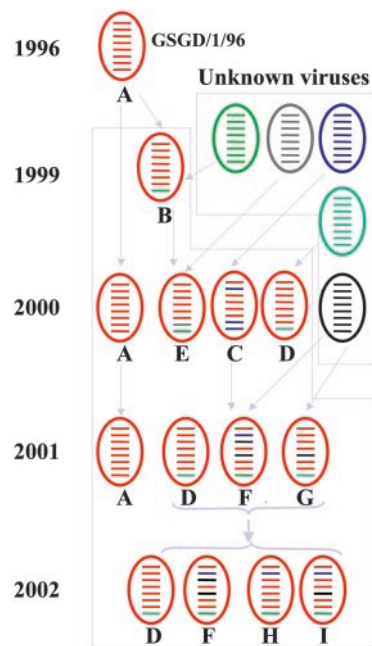 1996
GSGD/1/96
A
Unknown viruses
1999
B
2000
A E C D
2001
A D F G
2002
D F H I